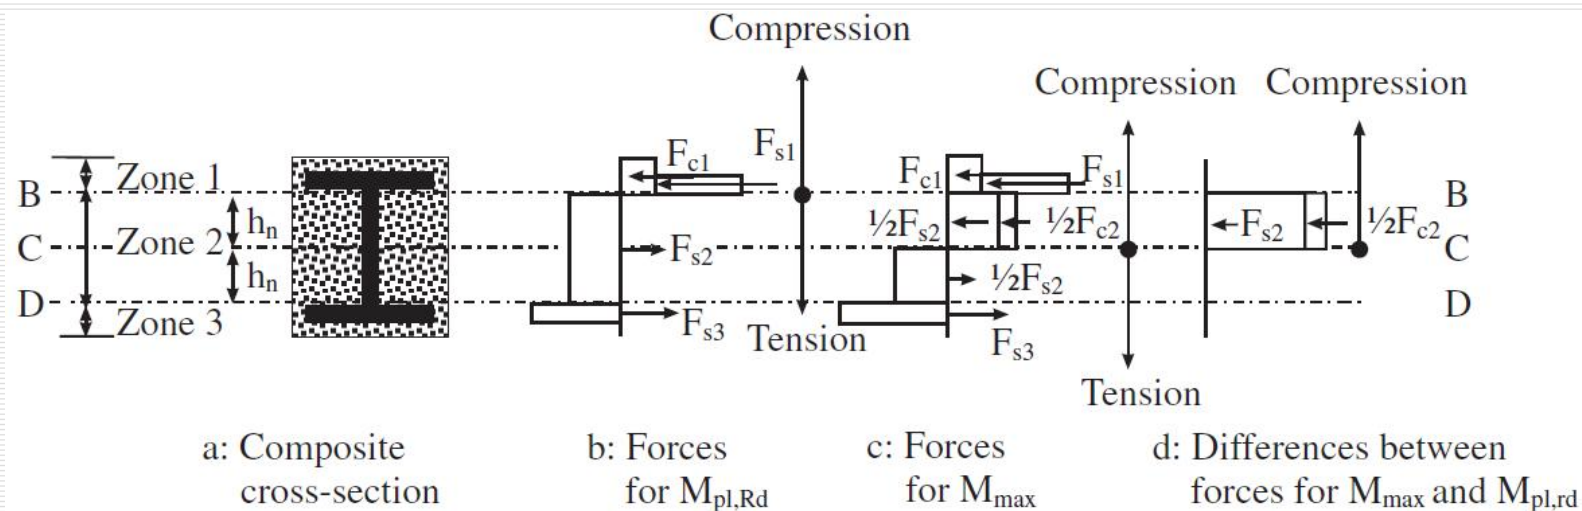 Compression
Compression Compression
Zone 1
F_c1
F_s1
F_c1
F_s1
B
B
h_n
½F_s2
½F_c2
F_s2
½F_c2
C
Zone 2
F_s2
C
h_n
½F_s2
D
D
Zone 3
F_s3
Tension
F_s3
Tension
a: Composite
cross-section
b: Forces
for M_pl,Rd
c: Forces
for M_max
d: Differences between
forces for M_max and M_pl,rd